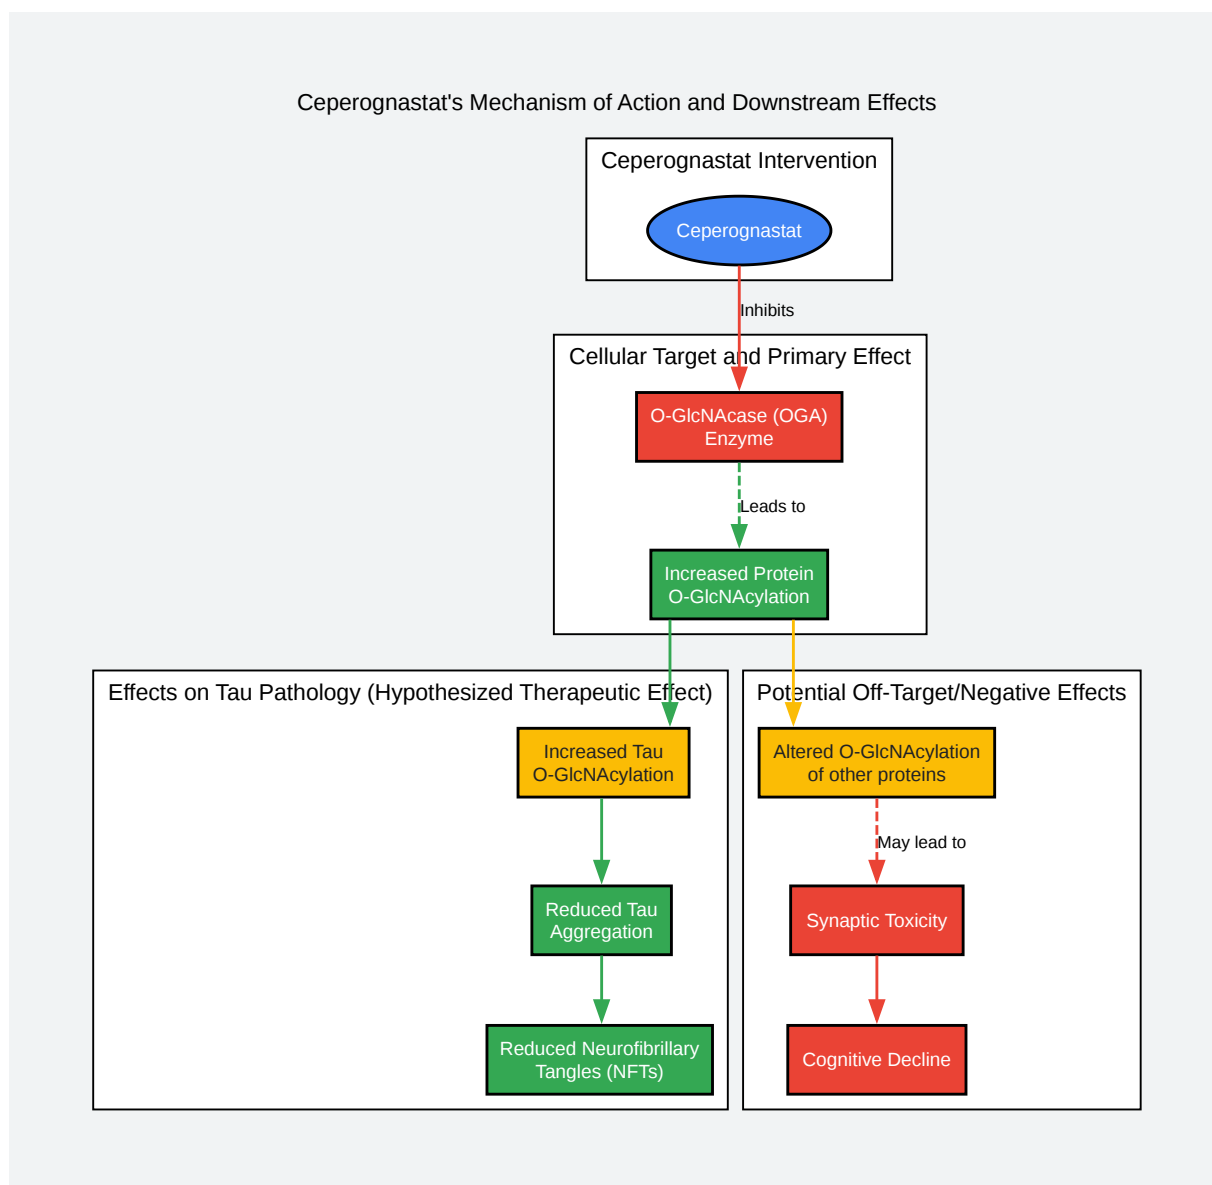 Ceperognastat's Mechanism of Action and Downstream Effects
Ceperognastat Intervention
Ceperognastat
Inhibits
Cellular Target and Primary Effect
O-GlcNAcase (OGA)
Enzyme
Leads to
Increased Protein
O-GlcNAcylation
Effects on Tau Pathology (Hypothesized Therapeutic Effect)
Increased Tau
O-GlcNAcylation
Reduced Tau
Aggregation
Reduced Neurofibrillary
Tangles (NFTs)
Potential Off-Target/Negative Effects
Altered O-GlcNAcylation
of other proteins
May lead to
Synaptic Toxicity
Cognitive Decline